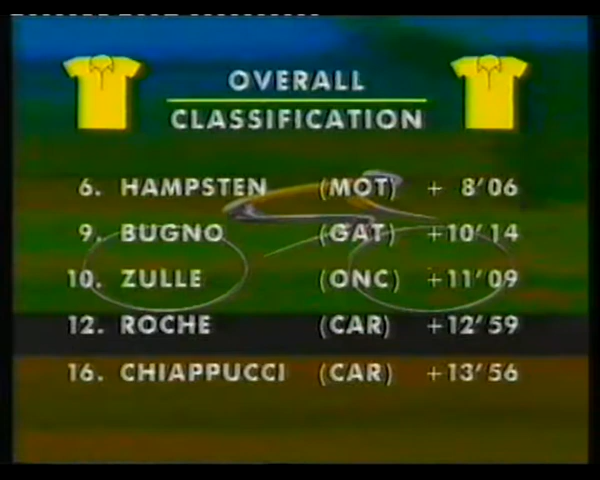 OVERALL
CLASSIFICATION
6. HAMPSTEN (MOT) + 8'06
9. BUGNO (GAT) +10'14
10. ZULLE (ONC) +11'09
12. ROCHE (CAR) +12'59
16. CHIAPPUCCI (CAR) +13'56